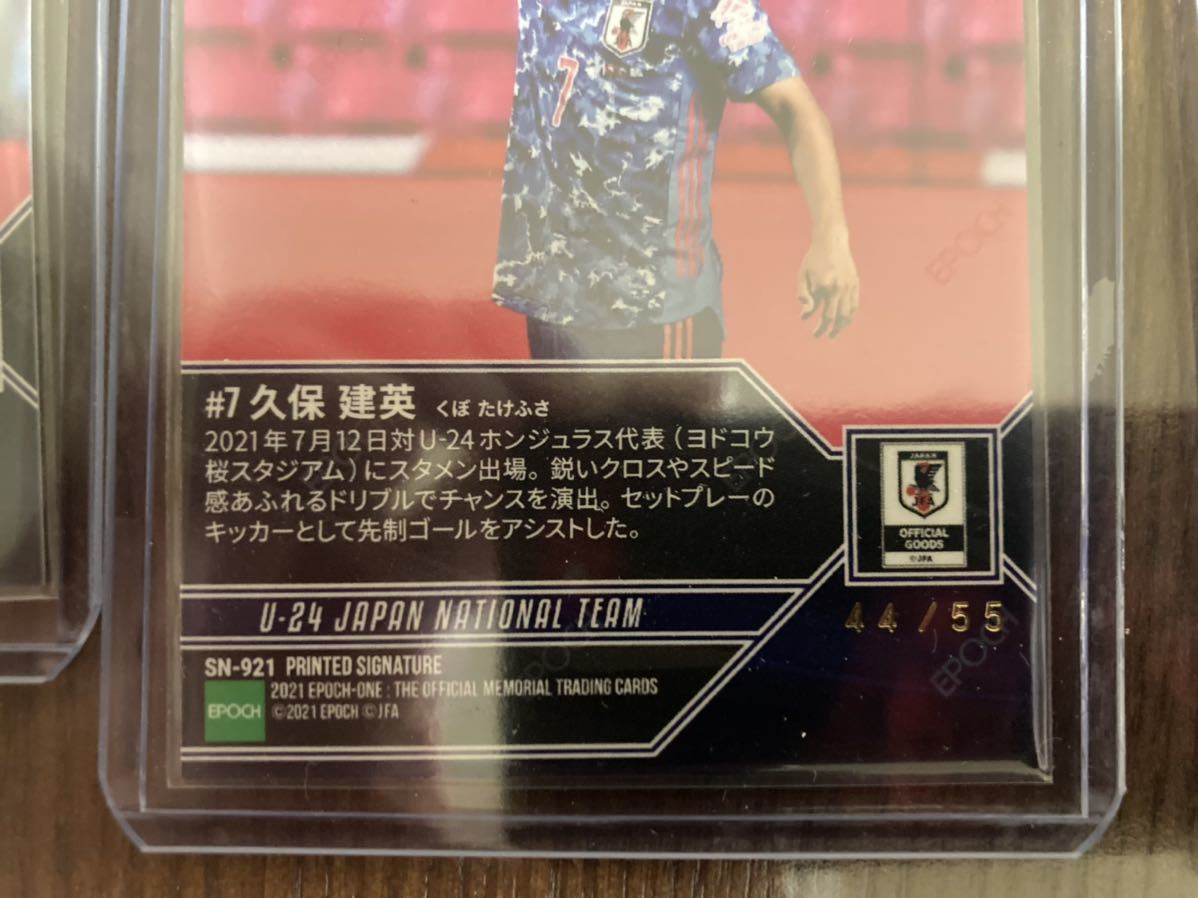 7
#7 久保 建英 くぼ たけふさ
2021年7月12日対U-24ホンジュラス代表（ヨドコウ
桜スタジアム）にスタメン出場。鋭いクロスやスピード
感あふれるドリブルでチャンスを演出。セットプレーの
キッカーとして先制ゴールをアシストした。
JAPAN
JFA
OFFICIAL
GOODS
©JFA
44/55
U-24 JAPAN NATIONAL TEAM
SN-921 PRINTED SIGNATURE
EPOCH
2021 EPOCH-ONE : THE OFFICIAL MEMORIAL TRADING CARDS
©2021 EPOCH ©JFA
EPOCH
EPOCH